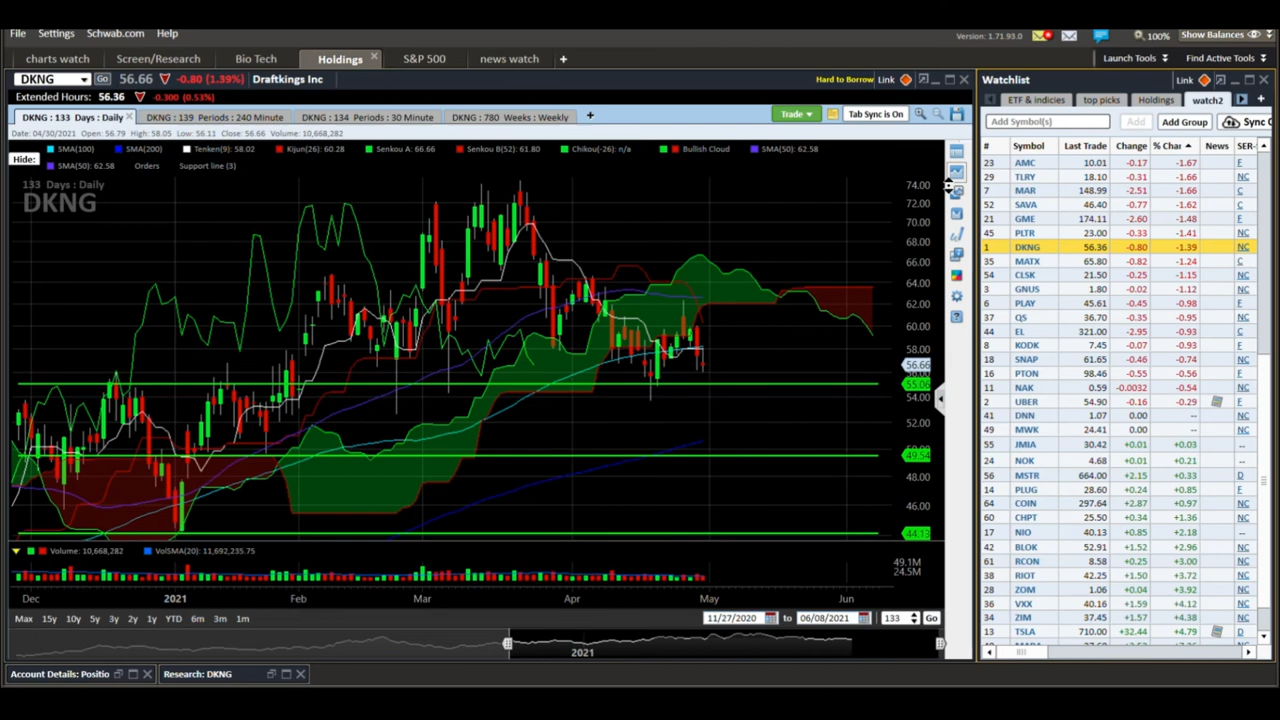 File Settings Schwab.com Help
Version: 1.71.93.0 100% Show Balances
charts watch Screen/Research Bio Tech Holdings S&P 500 news watch +
Launch Tools Find Active Tools
DKNG Go 56.66 -0.80 (1.39%) Draftkings Inc Hard to Borrow Link
Extended Hours: 56.36 -0.300 (0.53%)
DKNG : 133 Days : Daily DKNG : 139 Periods : 240 Minute DKNG : 134 Periods : 30 Minute DKNG : 780 Weeks : Weekly + Trade Tab Sync is On
Date: 04/30/2021 Open: 56.79 High: 58.05 Low: 56.11 Close: 56.66 Volume: 10,668,282
SMA(100) SMA(200) Tenken(9): 58.02 Kijun(26): 60.28 Senkou A: 66.66 Senkou B(52): 61.80 Chikou(-26): n/a Bullish Cloud SMA(50): 62.58
Hide:
SMA(50): 62.58 Orders Support line (3)
133 Days : Daily
DKNG
74.00
72.00
70.00
68.00
66.00
64.00
62.00
60.00
58.00
56.66
55.06
54.00
52.00
49.54
48.00
46.00
44.13
Volume: 10,668,282 VolSMA(20): 11,692,235.75
49.1M
24.5M
Dec 2021 Feb Mar Apr May Jun
Max 15y 10y 5y 3y 2y 1y YTD 6m 3m 1m 11/27/2020 to 06/08/2021 133 Go
2021
Account Details: Positio Research: DKNG
Watchlist Link
ETF & indicies top picks Holdings watch2 +
Add Symbol(s) Add Add Group Sync
# Symbol Last Trade Change % Char News SER-
23 AMC 10.01 -0.17 -1.67 F
29 TLRY 18.10 -0.31 -1.66 NC
7 MAR 148.99 -2.51 -1.66 C
52 SAVA 46.40 -0.77 -1.62 C
21 GME 174.11 -2.60 -1.48 F
45 PLTR 23.00 -0.33 -1.41 NC
1 DKNG 56.36 -0.80 -1.39 NC
35 MATX 65.80 -0.82 -1.24 C
54 CLSK 21.50 -0.25 -1.15 NC
3 GNUS 1.80 -0.02 -1.12 NC
6 PLAY 45.61 -0.45 -0.98 F
37 QS 36.70 -0.35 -0.95 NC
44 EL 321.00 -2.95 -0.93 C
8 KODK 7.45 -0.07 -0.93 F
18 SNAP 61.65 -0.46 -0.74 NC
16 PTON 98.46 -0.55 -0.56 NC
11 NAK 0.59 -0.0032 -0.54 NC
2 UBER 54.90 -0.16 -0.29 NC
41 DNN 1.07 0.00 -- NC
49 MWK 24.41 0.00 -- NC
55 JMIA 30.42 +0.01 +0.03 --
24 NOK 4.68 +0.01 +0.21 --
56 MSTR 664.00 +2.15 +0.33 D
14 PLUG 28.60 +0.24 +0.85 F
64 COIN 297.64 +2.87 +0.97 NC
60 CHPT 25.50 +0.34 +1.36 NC
17 NIO 40.13 +0.85 +2.18 --
42 BLOK 52.91 +1.52 +2.96 NC
61 RCON 8.58 +0.25 +3.00 NC
38 RIOT 42.25 +1.50 +3.72 NC
28 ZOM 1.06 +0.04 +3.92 NC
36 VXX 40.16 +1.59 +4.12 NC
34 ZIM 37.45 +1.57 +4.38 NC
13 TSLA 710.00 +32.44 +4.79 D